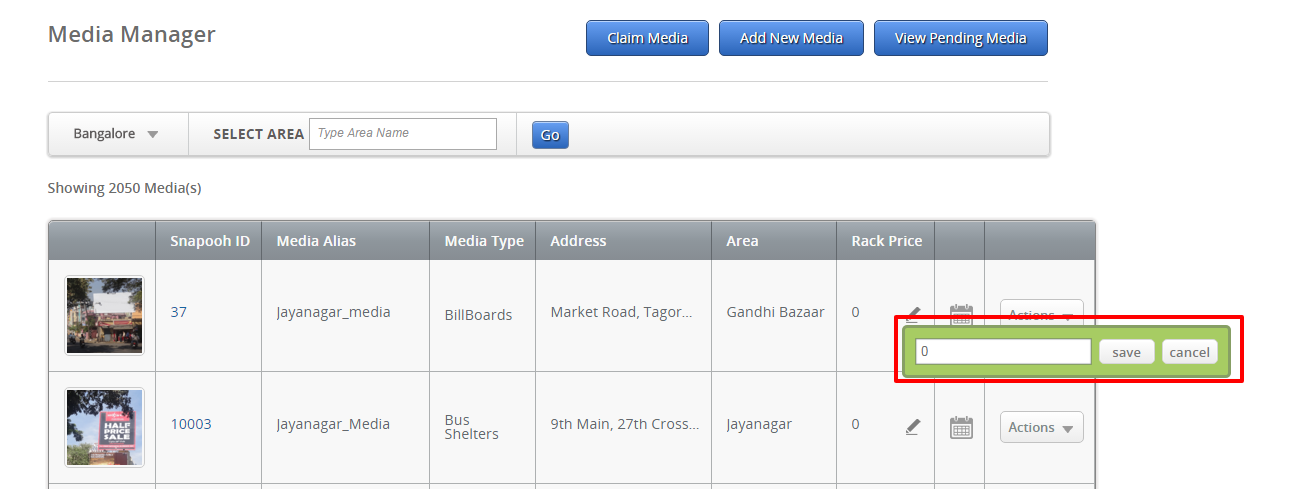 Media Manager
Claim Media
Add New Media
View Pending Media
Bangalore
SELECT AREA
Type Area Name
Go
Showing 2050 Media(s)
Snapooh ID
Media Alias
Media Type
Address
Area
Rack Price
37
Jayanagar_media
BillBoards
Market Road, Tagor...
Gandhi Bazaar
0
Actions
0
save
cancel
HALF
PRICE
SALE
10003
Jayanagar_Media
Bus
Shelters
9th Main, 27th Cross...
Jayanagar
0
Actions